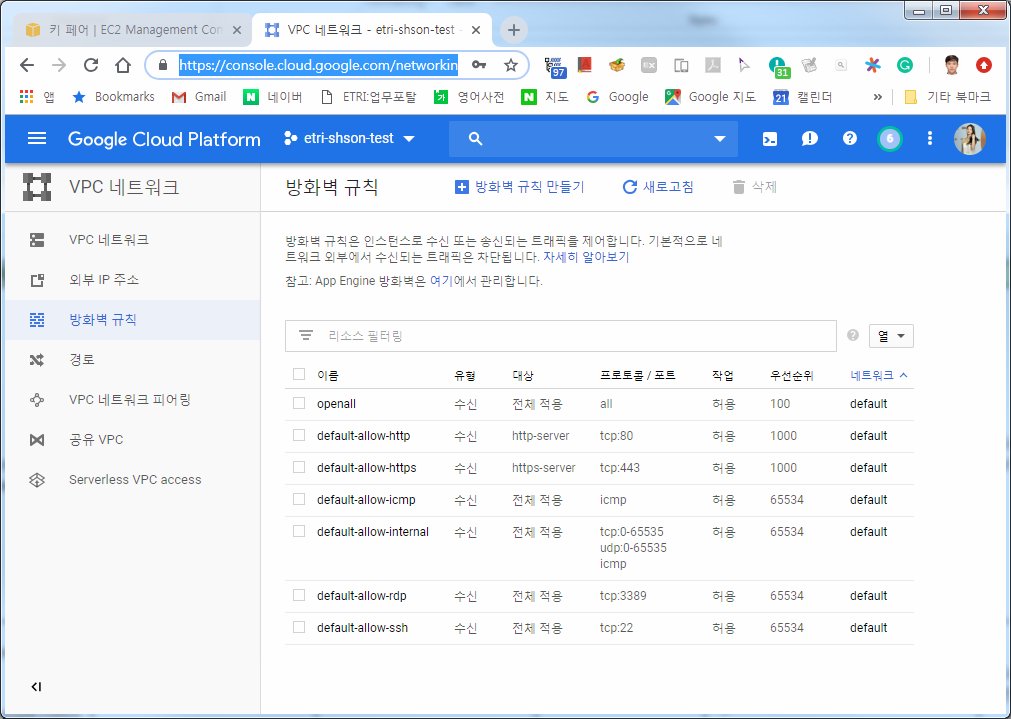 키 페어 | EC2 Management Con
VPC 네트워크 - etri-shson-test -
https://console.cloud.google.com/networkin
97
31
앱
Bookmarks
Gmail
N 네이버
ETRI:업무포탈
영어사전
N 지도
Google
Google 지도
21 캘린더
»
기타 북마크
Google Cloud Platform
etri-shson-test
6
VPC 네트워크
방화벽 규칙
방화벽 규칙 만들기
새로고침
삭제
VPC 네트워크
외부 IP 주소
방화벽 규칙
경로
VPC 네트워크 피어링
공유 VPC
Serverless VPC access
방화벽 규칙은 인스턴스로 수신 또는 송신되는 트래픽을 제어합니다. 기본적으로 네
트워크 외부에서 수신되는 트래픽은 차단됩니다. 자세히 알아보기
참고: App Engine 방화벽은 여기에서 관리합니다.
리소스 필터링
열
이름 유형 대상 프로토콜 / 포트 작업 우선순위 네트워크
openall 수신 전체 적용 all 허용 100 default
default-allow-http 수신 http-server tcp:80 허용 1000 default
default-allow-https 수신 https-server tcp:443 허용 1000 default
default-allow-icmp 수신 전체 적용 icmp 허용 65534 default
default-allow-internal 수신 전체 적용 tcp:0-65535 허용 65534 default
udp:0-65535
icmp
default-allow-rdp 수신 전체 적용 tcp:3389 허용 65534 default
default-allow-ssh 수신 전체 적용 tcp:22 허용 65534 default